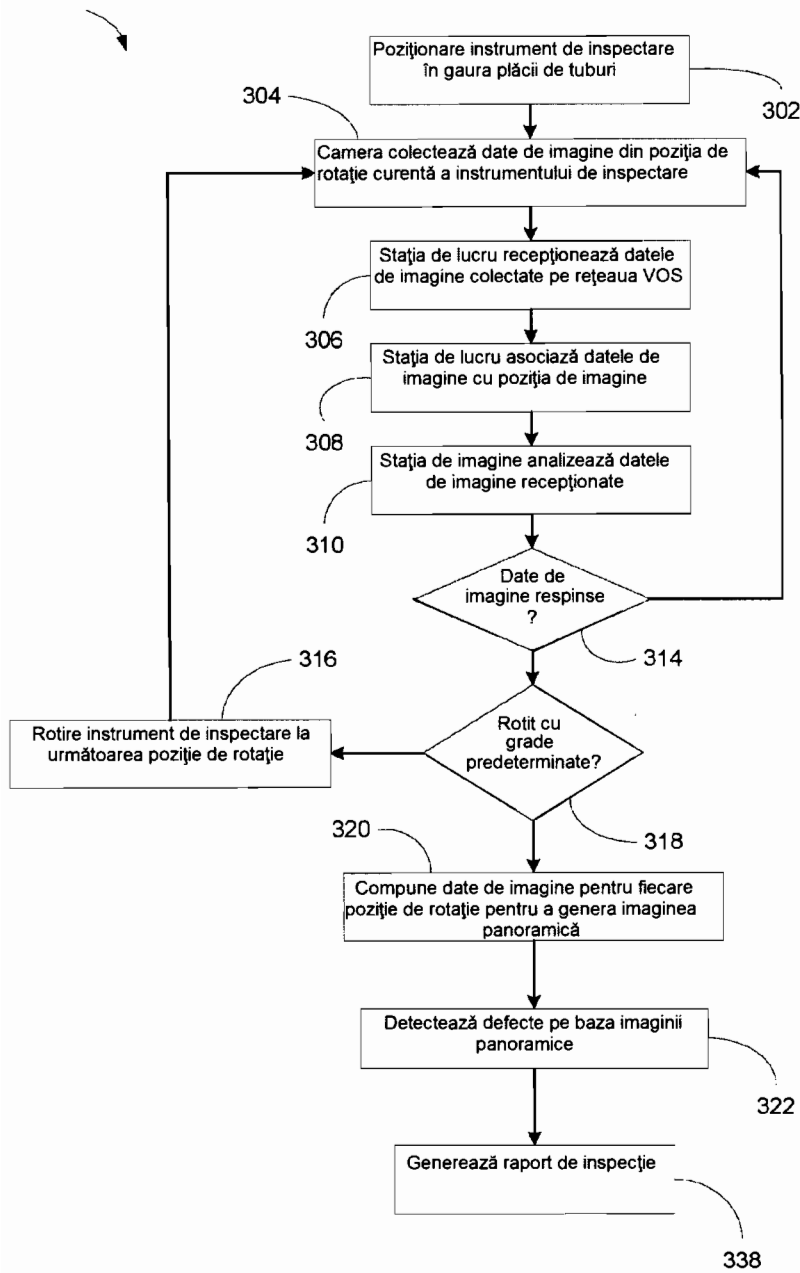 Poziţionare instrument de inspectare
în gaura plăcii de tuburi
302
304
Camera colectează date de imagine din poziţia de
rotaţie curentă a instrumentului de inspectare
Staţia de lucru recepţionează datele
de imagine colectate pe reţeaua VOS
306
Staţia de lucru asociază datele de
imagine cu poziţia de imagine
308
Staţia de imagine analizează datele
de imagine recepţionate
310
Date de
imagine respinse
?
314
316
Rotire instrument de inspectare la
următoarea poziţie de rotaţie
Rotit cu
grade
predeterminate?
318
320
Compune date de imagine pentru fiecare
poziţie de rotaţie pentru a genera imaginea
panoramică
Detectează defecte pe baza imaginii
panoramice
322
Generează raport de inspecţie
338